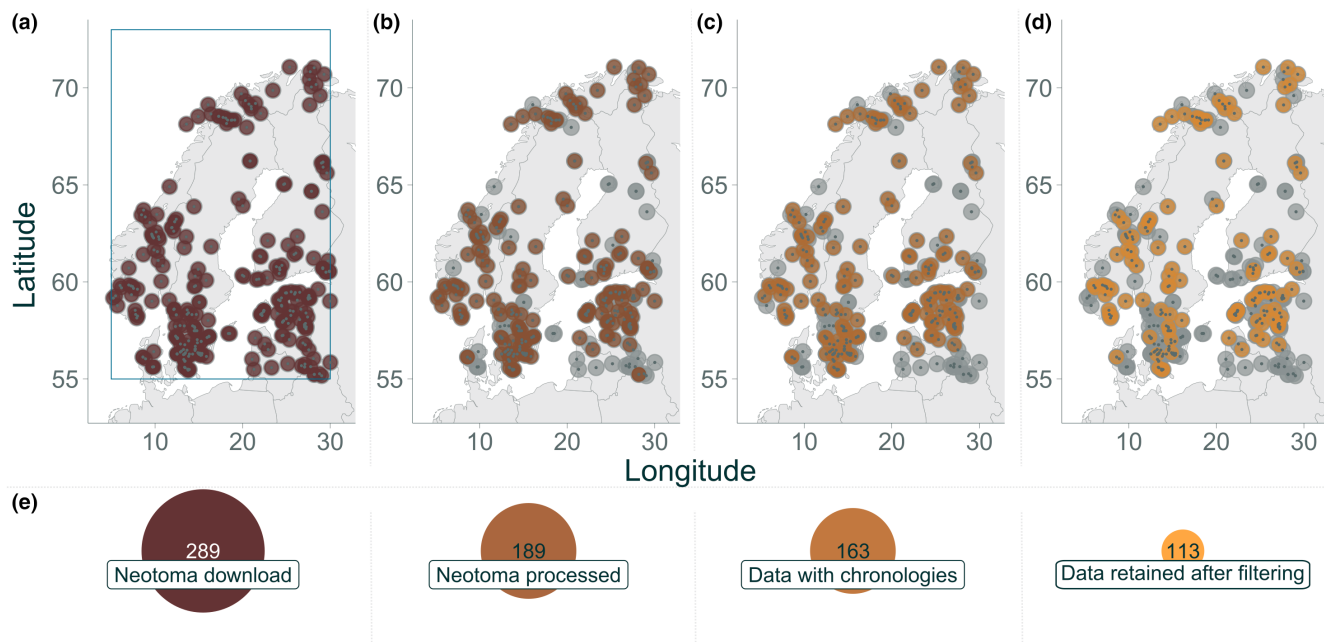 (a)
(b)
(c)
(d)
Latitude
70
65
60
55
70
65
60
55
70
65
60
55
70
65
60
55
10 20 30
10 20 30
10 20 30
10 20 30
Longitude
(e)
289
Neotoma download
189
Neotoma processed
163
Data with chronologies
113
Data retained after filtering